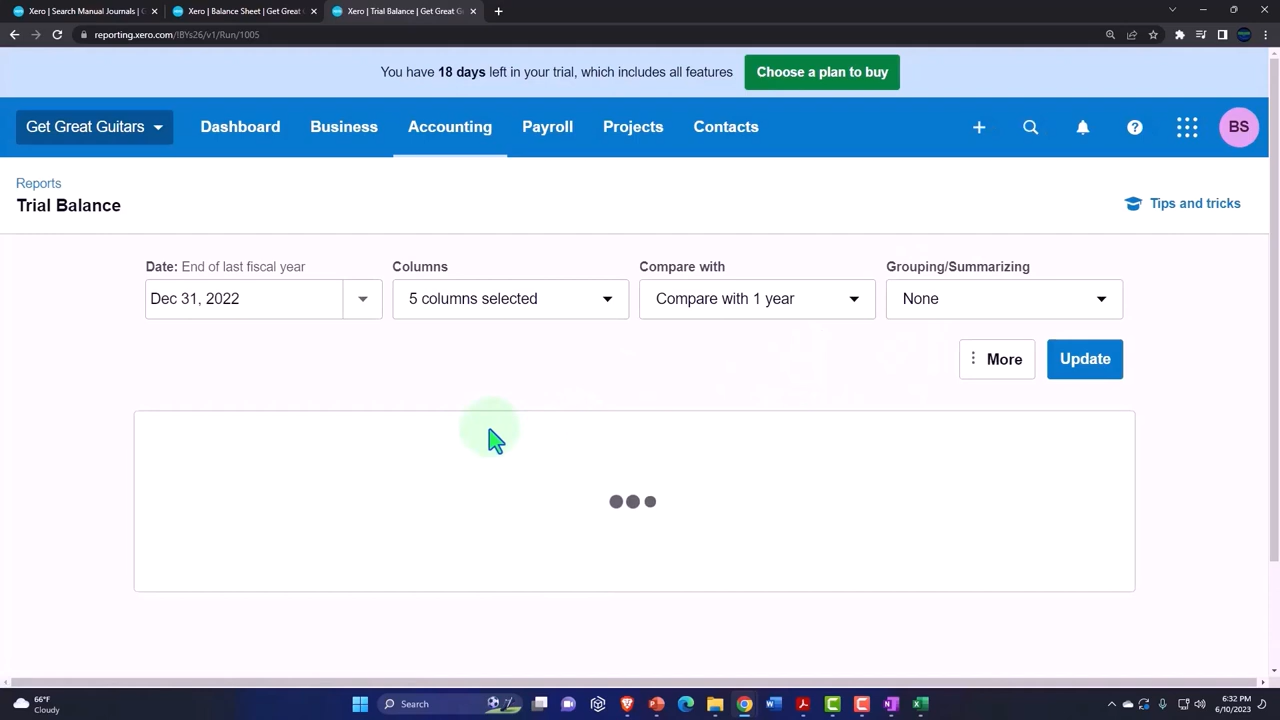 Xero | Search Manual Journals | G
Xero | Balance Sheet | Get Great G
Xero | Trial Balance | Get Great G
reporting.xero.com/!BYs26/v1/Run/1005
You have 18 days left in your trial, which includes all features
Choose a plan to buy
Get Great Guitars
Dashboard
Business
Accounting
Payroll
Projects
Contacts
BS
Reports
Trial Balance
Tips and tricks
Date: End of last fiscal year
Columns
Compare with
Grouping/Summarizing
Dec 31, 2022
5 columns selected
Compare with 1 year
None
More
Update
66°F
Cloudy
Search
6:32 PM
6/10/2023